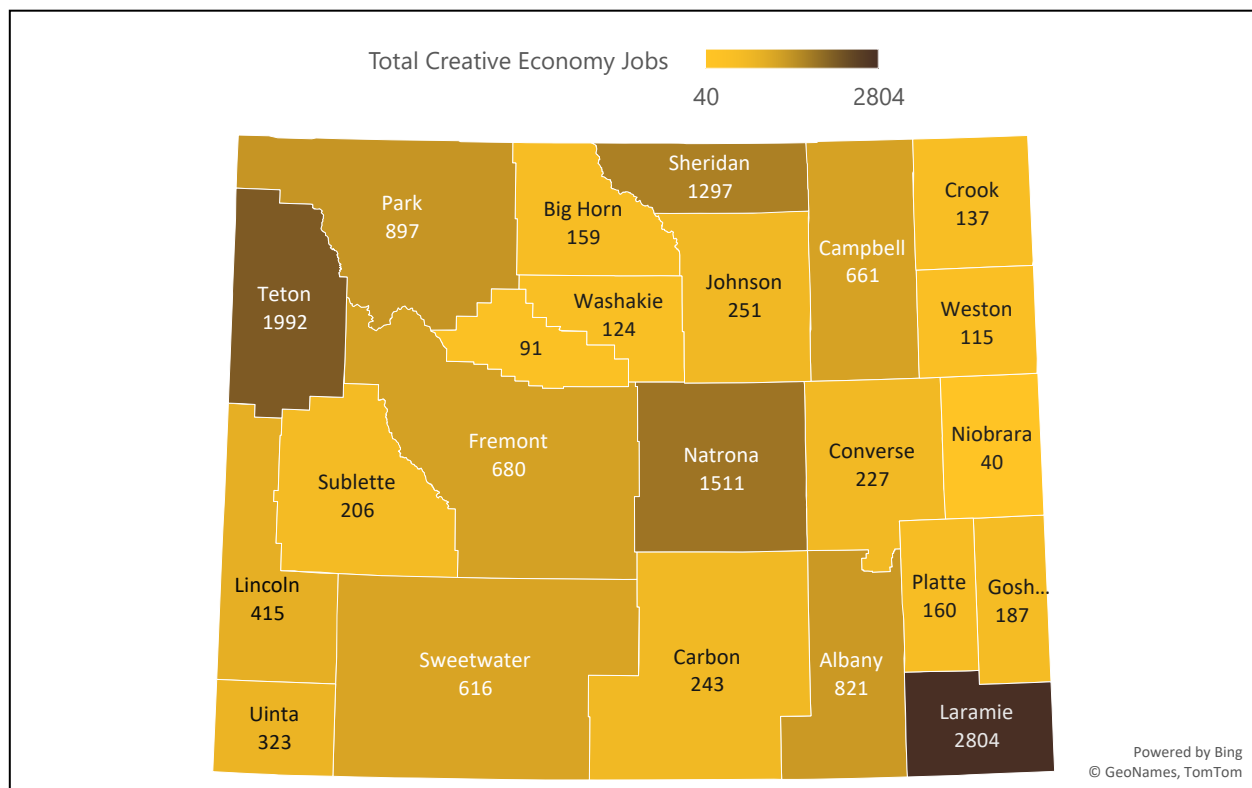 Total Creative Economy Jobs
40 2804
Sheridan
1297
Crook
137
Park
897
Big Horn
159
Campbell
661
Teton
1992
Johnson
251
Washakie
124
Weston
115
91
Fremont
680
Natrona
1511
Converse
227
Niobrara
40
Sublette
206
Lincoln
415
Platte
160
Gosh...
187
Sweetwater
616
Carbon
243
Albany
821
Uinta
323
Laramie
2804
Powered by Bing
© GeoNames, TomTom